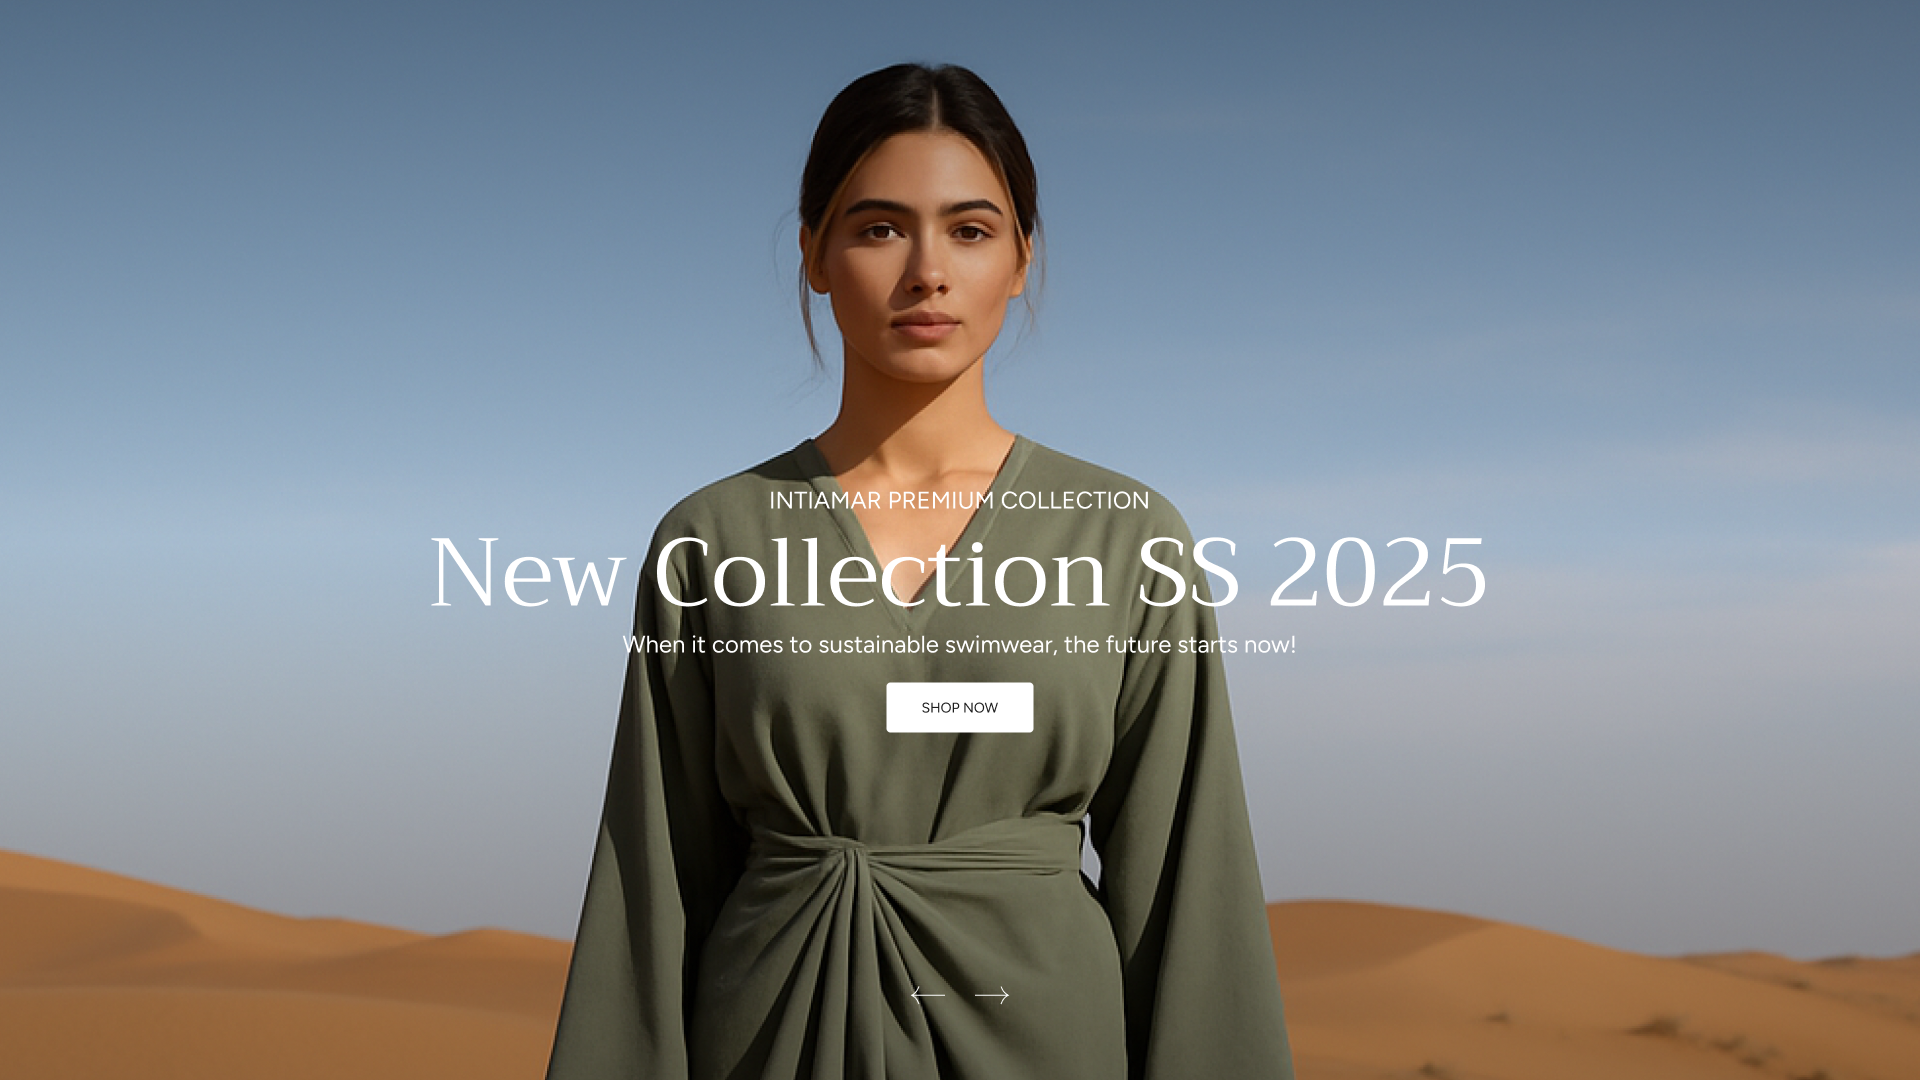 INTIAMAR PREMIUM COLLECTION
New Collection SS 2025
When it comes to sustainable swimwear, the future starts now!
SHOP NOW